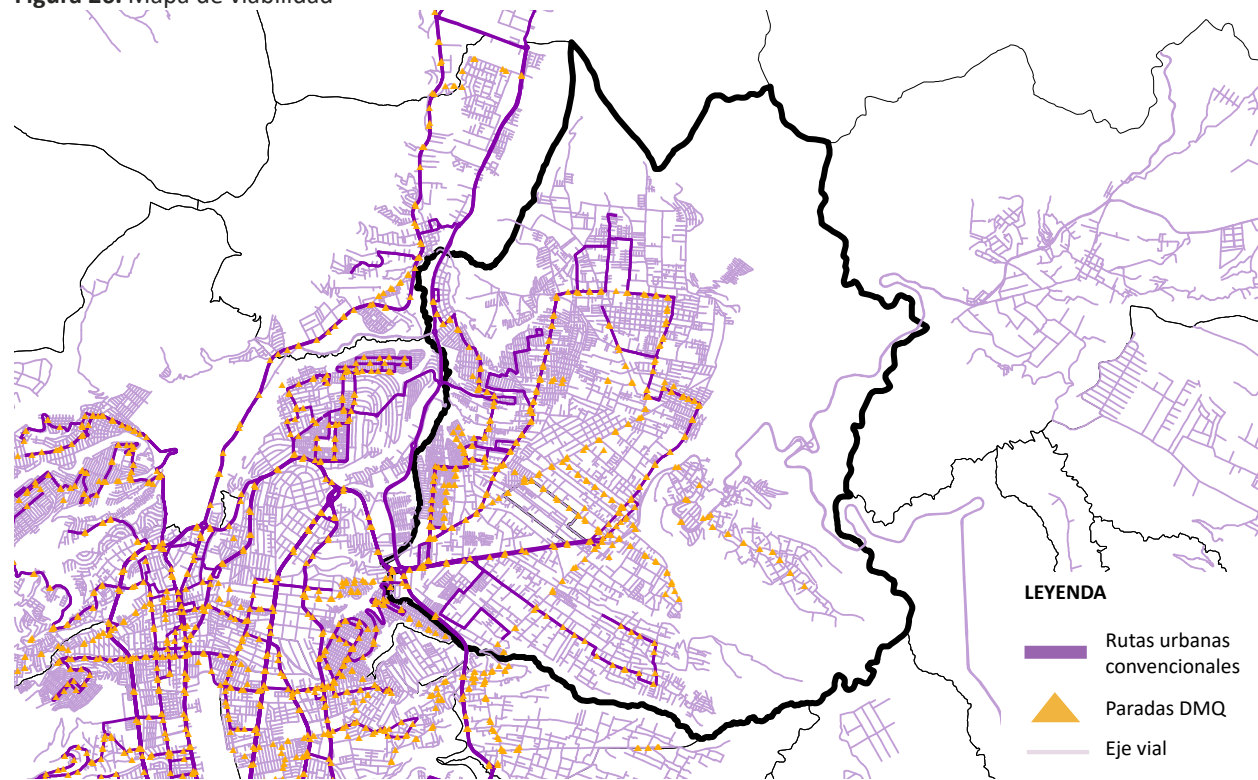 LEYENDA
Rutas urbanas
convencionales
Paradas DMQ
Eje vial